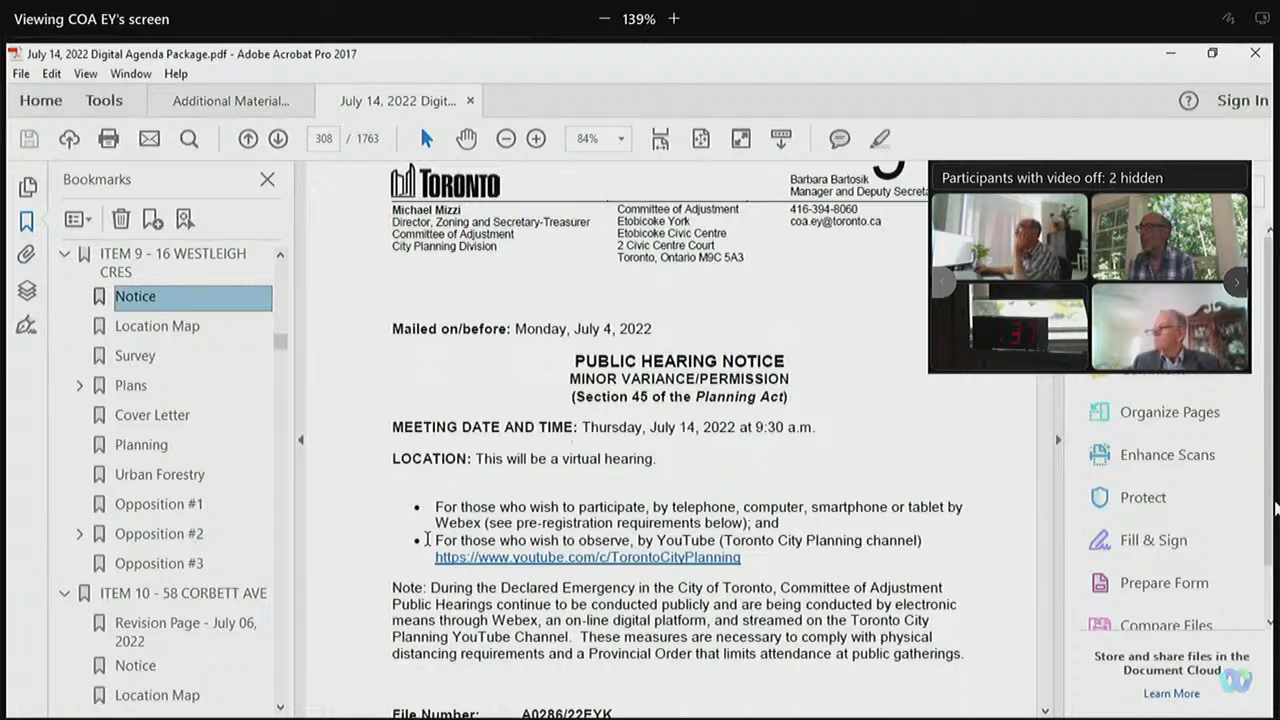 Viewing COA EY's screen
139%
July 14, 2022 Digital Agenda Package.pdf - Adobe Acrobat Pro 2017
File Edit View Window Help
Home Tools Additional Material... July 14, 2022 Digit...
Sign In
308 / 1763
84%
Bookmarks
ITEM 9 - 16 WESTLEIGH
CRES
Notice
Location Map
Survey
Plans
Cover Letter
Planning
Urban Forestry
Opposition #1
Opposition #2
Opposition #3
ITEM 10 - 58 CORBETT AVE
Revision Page - July 06,
2022
Notice
Location Map
TORONTO
Michael Mizzi
Director, Zoning and Secretary-Treasurer
Committee of Adjustment
City Planning Division
Committee of Adjustment
Etobicoke York
Etobicoke Civic Centre
2 Civic Centre Court
Toronto, Ontario M9C 5A3
Barbara Bartosik
Manager and Deputy Secreta
416-394-8060
coa.ey@toronto.ca
Mailed on/before: Monday, July 4, 2022
PUBLIC HEARING NOTICE
MINOR VARIANCE/PERMISSION
(Section 45 of the Planning Act)
MEETING DATE AND TIME: Thursday, July 14, 2022 at 9:30 a.m.
LOCATION: This will be a virtual hearing.
• For those who wish to participate, by telephone, computer, smartphone or tablet by
Webex (see pre-registration requirements below); and
• For those who wish to observe, by YouTube (Toronto City Planning channel)
https://www.youtube.com/c/TorontoCityPlanning
Note: During the Declared Emergency in the City of Toronto, Committee of Adjustment
Public Hearings continue to be conducted publicly and are being conducted by electronic
means through Webex, an on-line digital platform, and streamed on the Toronto City
Planning YouTube Channel. These measures are necessary to comply with physical
distancing requirements and a Provincial Order that limits attendance at public gatherings.
File Number: A0286/22EYK
Participants with video off: 2 hidden
137
Organize Pages
Enhance Scans
Protect
Fill & Sign
Prepare Form
Compare Files
Store and share files in the
Document Cloud
Learn More